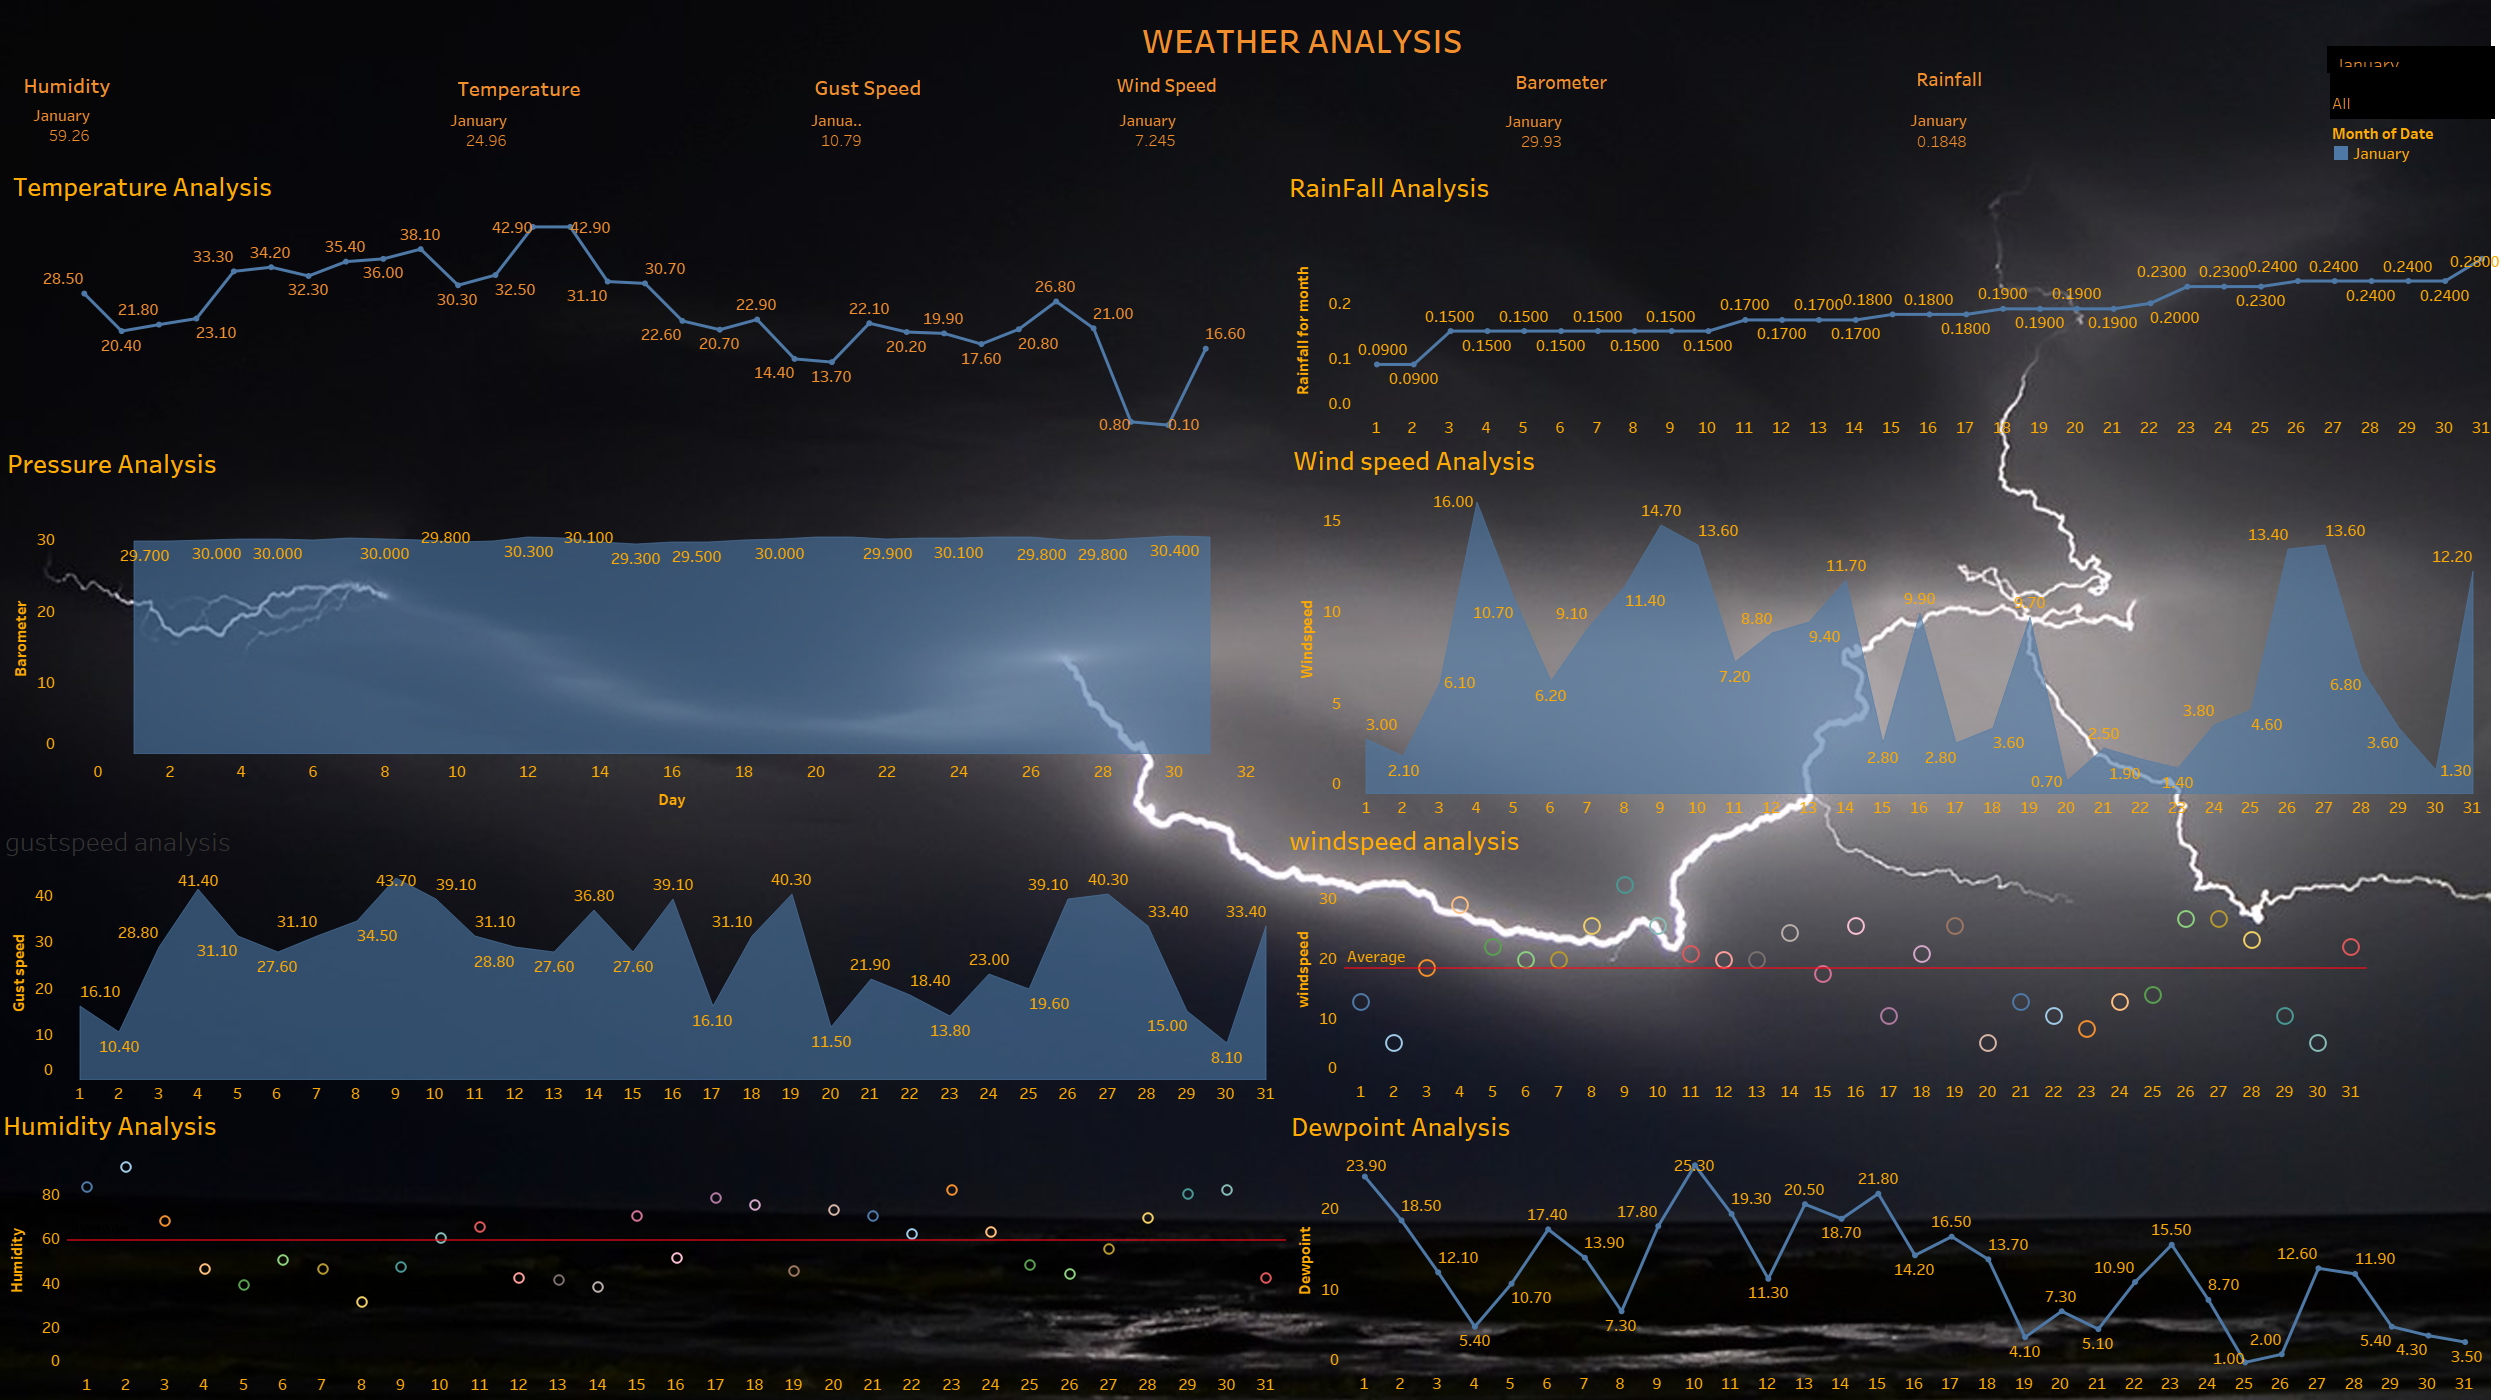 WEATHER ANALYSIS
Humidity
January
59.26
Temperature
January
24.96
Gust Speed
Janua..
10.79
Wind Speed
January
7.245
Barometer
January
29.93
Rainfall
January
0.1848
January
All
Month of Date
January
Temperature Analysis
28.50 20.40 21.80 23.10 33.30 34.20 32.30 35.40 36.00 38.10 30.30 32.50 42.90 42.90 31.10 30.70 22.60 20.70 22.90 14.40 13.70 22.10 20.20 19.90 17.60 20.80 26.80 21.00 0.80 0.10 16.60
RainFall Analysis
Rainfall for month
0.2
0.1
0.0
0.0900 0.0900 0.1500 0.1500 0.1500 0.1500 0.1500 0.1500 0.1500 0.1500 0.1700 0.1700 0.1700 0.1700 0.1800 0.1800 0.1800 0.1900 0.1900 0.1900 0.1900 0.2000 0.2300 0.2300 0.2300 0.2400 0.2400 0.2400 0.2400 0.2400 0.2800
1 2 3 4 5 6 7 8 9 10 11 12 13 14 15 16 17 18 19 20 21 22 23 24 25 26 27 28 29 30 31
Pressure Analysis
Barometer
30
20
10
0
29.700 30.000 30.000 30.000 29.800 30.300 30.100 29.300 29.500 30.000 29.900 30.100 29.800 29.800 30.400
0 2 4 6 8 10 12 14 16 18 20 22 24 26 28 30 32
Day
Wind speed Analysis
Windspeed
15
10
5
0
3.00 2.10 6.10 16.00 10.70 6.20 9.10 11.40 14.70 13.60 7.20 8.80 9.40 11.70 2.80 9.90 2.80 3.60 9.70 0.70 2.50 1.90 1.40 3.80 4.60 13.40 13.60 6.80 3.60 1.30 12.20
1 2 3 4 5 6 7 8 9 10 11 12 13 14 15 16 17 18 19 20 21 22 23 24 25 26 27 28 29 30 31
gustspeed analysis
Gust speed
40
30
20
10
0
16.10 10.40 28.80 41.40 31.10 27.60 31.10 34.50 43.70 39.10 31.10 28.80 27.60 36.80 27.60 39.10 16.10 31.10 40.30 11.50 21.90 18.40 13.80 23.00 19.60 39.10 40.30 33.40 15.00 8.10 33.40
1 2 3 4 5 6 7 8 9 10 11 12 13 14 15 16 17 18 19 20 21 22 23 24 25 26 27 28 29 30 31
windspeed analysis
windspeed
30
20
10
0
Average
1 2 3 4 5 6 7 8 9 10 11 12 13 14 15 16 17 18 19 20 21 22 23 24 25 26 27 28 29 30 31
Humidity Analysis
Humidity
80
60
40
20
0
1 2 3 4 5 6 7 8 9 10 11 12 13 14 15 16 17 18 19 20 21 22 23 24 25 26 27 28 29 30 31
Dewpoint Analysis
Dewpoint
20
10
0
23.90 18.50 12.10 5.40 10.70 17.40 13.90 7.30 17.80 25.30 19.30 11.30 20.50 18.70 21.80 14.20 16.50 13.70 4.10 7.30 5.10 10.90 15.50 8.70 1.00 2.00 12.60 11.90 5.40 4.30 3.50
1 2 3 4 5 6 7 8 9 10 11 12 13 14 15 16 17 18 19 20 21 22 23 24 25 26 27 28 29 30 31